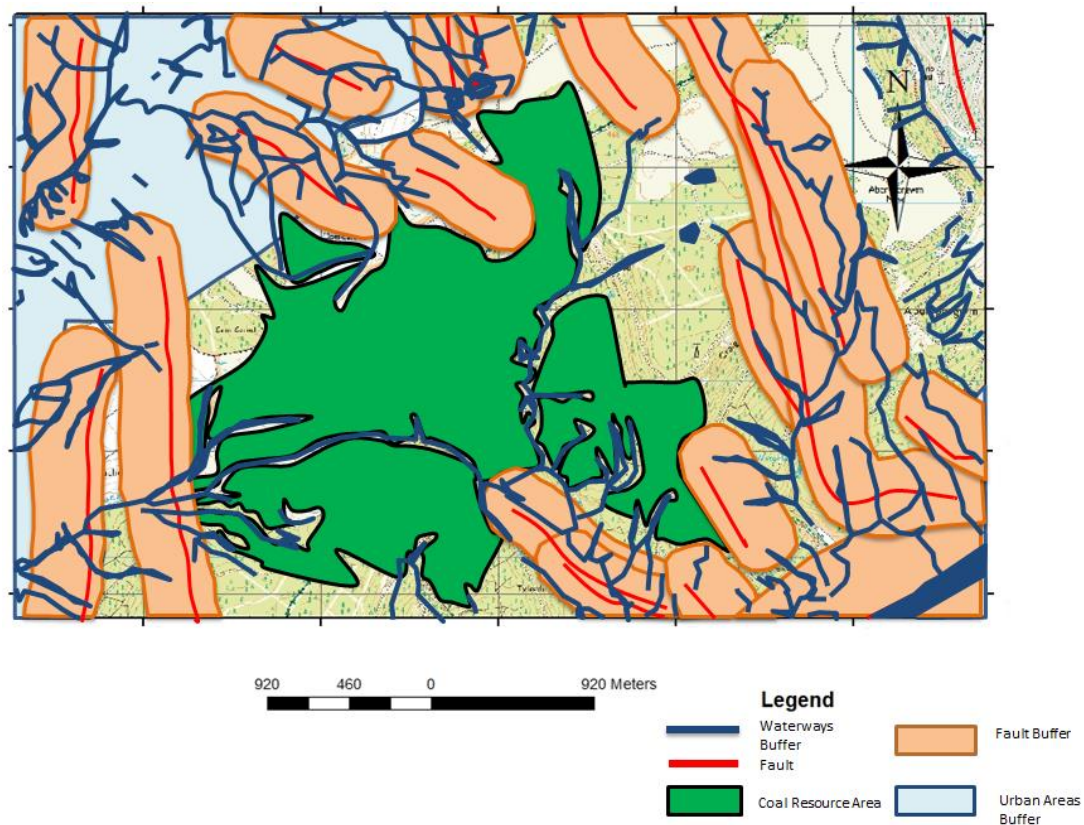 N
920 460 0 920 Meters
Legend
Waterways
Buffer
Fault
Coal Resource Area
Fault Buffer
Urban Areas
Buffer